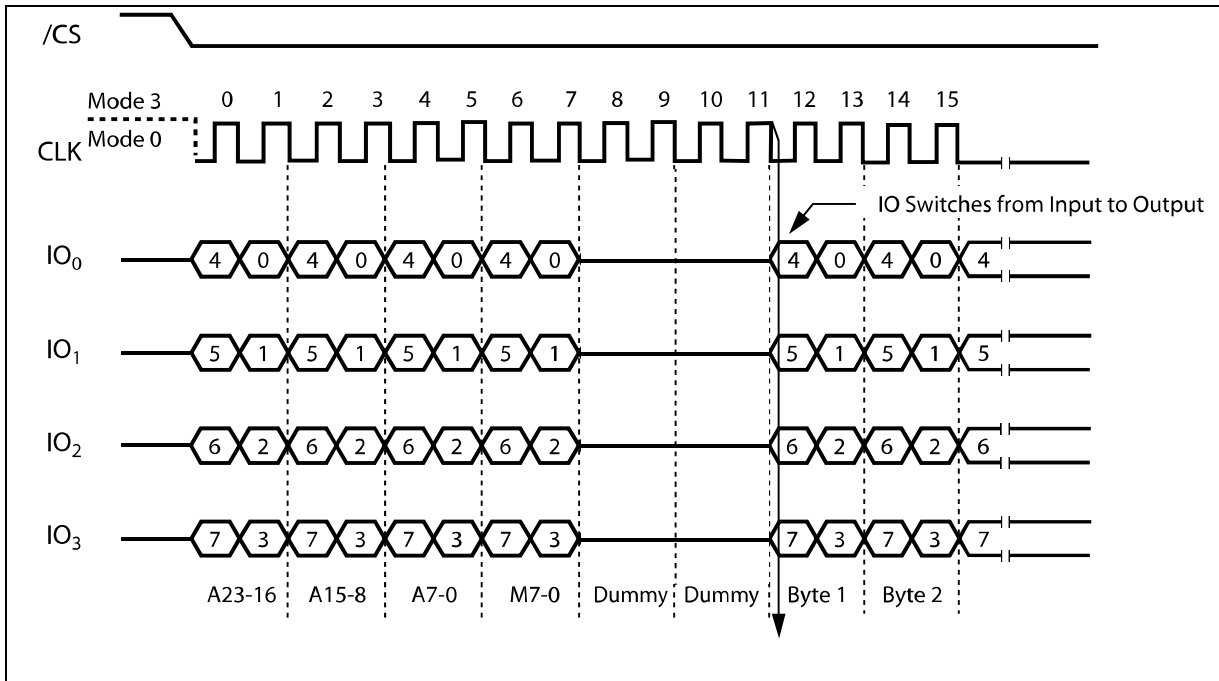 /CS
Mode 3
0 1 2 3 4 5 6 7 8 9 10 11 12 13 14 15
Mode 0
CLK
IO Switches from Input to Output
IO0 4 0 4 0 4 0 4 0 4 0 4 0 4
IO1 5 1 5 1 5 1 5 1 5 1 5 1 5
IO2 6 2 6 2 6 2 6 2 6 2 6 2 6
IO3 7 3 7 3 7 3 7 3 7 3 7 3 7
A23-16 A15-8 A7-0 M7-0 Dummy Dummy Byte 1 Byte 2